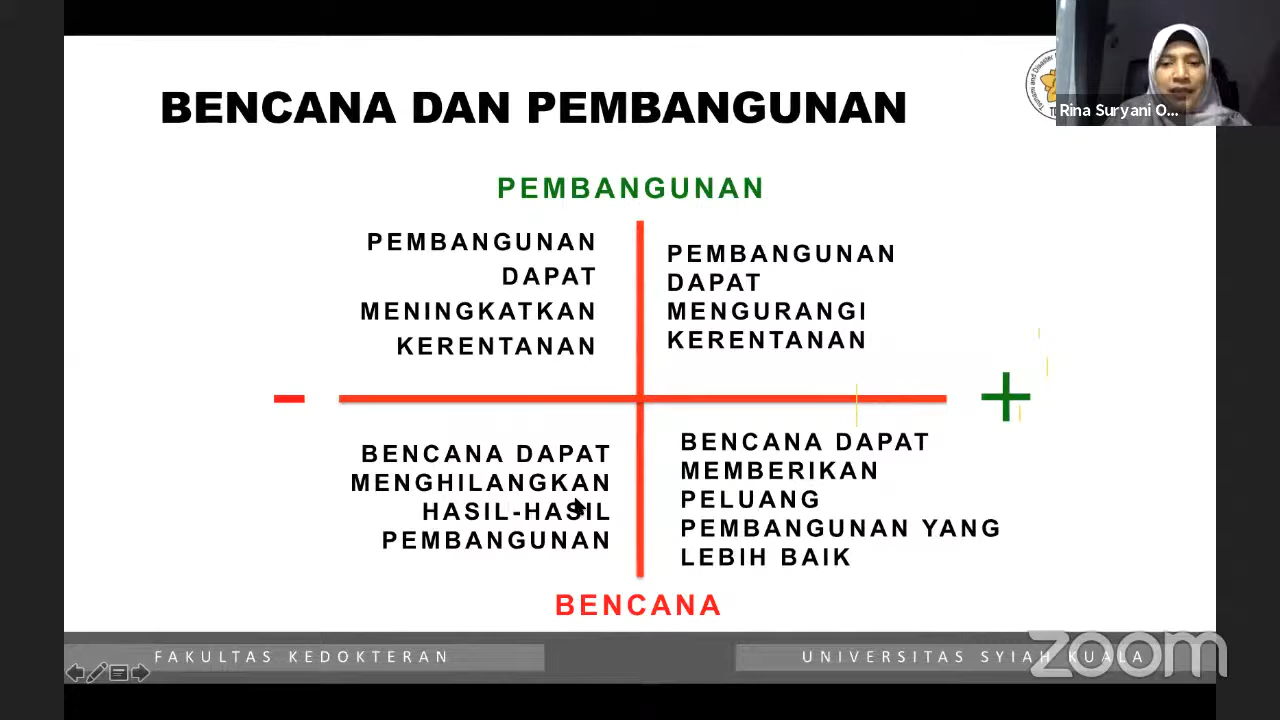 BENCANA DAN PEMBANGUNAN
Rina Suryani O...
PEMBANGUNAN
PEMBANGUNAN
DAPAT
MENINGKATKAN
KERENTANAN
PEMBANGUNAN
DAPAT
MENGURANGI
KERENTANAN
BENCANA DAPAT
MENGHILANGKAN
HASIL-HASIL
PEMBANGUNAN
BENCANA DAPAT
MEMBERIKAN
PELUANG
PEMBANGUNAN YANG
LEBIH BAIK
BENCANA
FAKULTAS KEDOKTERAN
UNIVERSITAS SYIAH KUALA
zoom